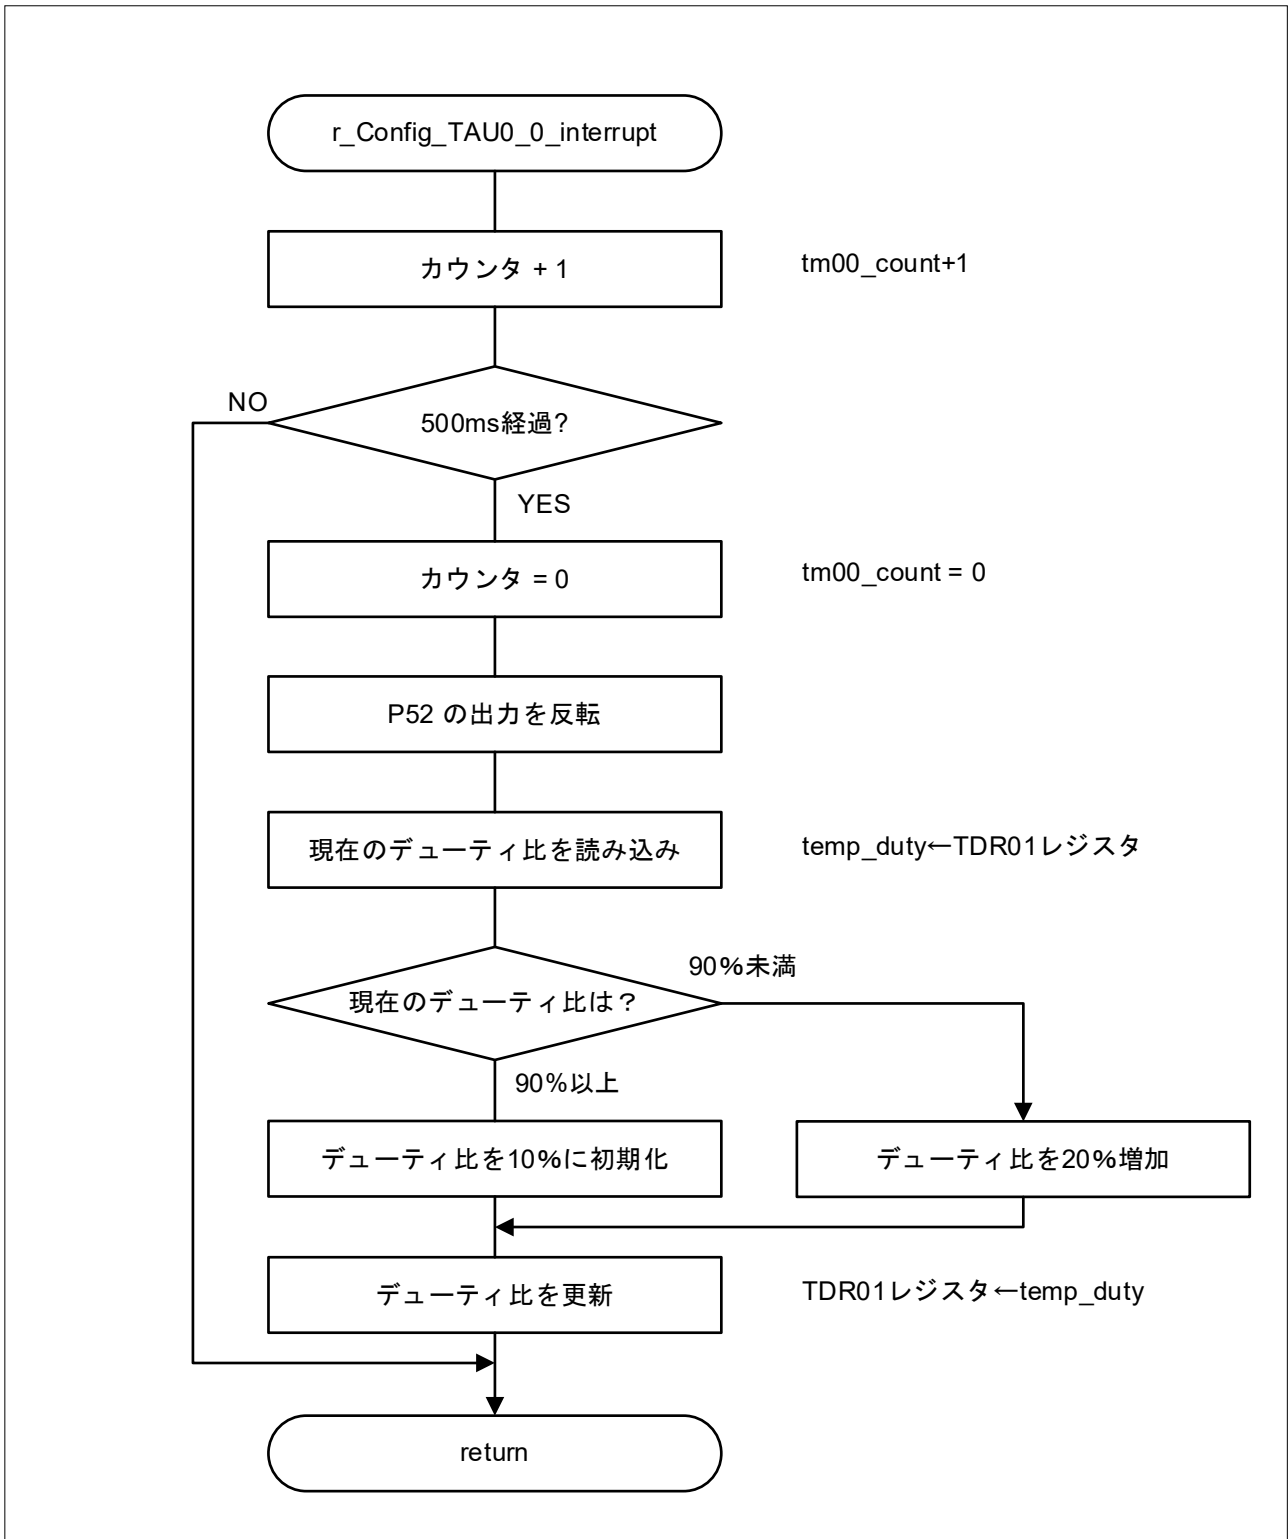 r_Config_TAU0_0_interrupt
カウンタ + 1
tm00_count+1
NO
500ms経過?
YES
カウンタ = 0
tm00_count = 0
P52 の出力を反転
現在のデューティ比を読み込み
temp_duty←TDR01レジスタ
90%未満
現在のデューティ比は？
90%以上
デューティ比を10%に初期化
デューティ比を20%増加
デューティ比を更新
TDR01レジスタ←temp_duty
return